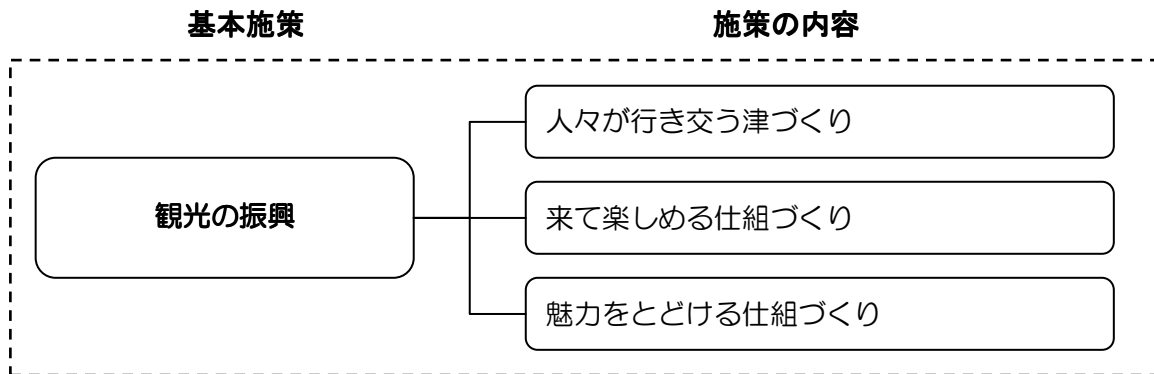 基本施策
施策の内容
観光の振興
人々が行き交う津づくり
来て楽しめる仕組づくり
魅力をとどける仕組づくり